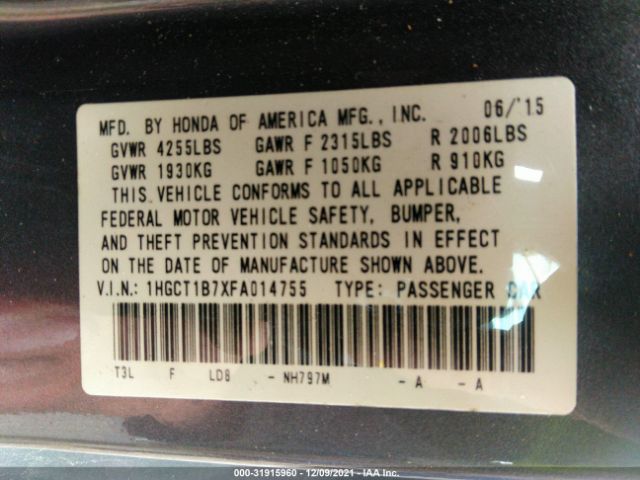 MFD. BY HONDA OF AMERICA MFG., INC. 06/'15
GVWR 4255LBS GAWR F 2315LBS R 2006LBS
GVWR 1930KG GAWR F 1050KG R 910KG
THIS VEHICLE CONFORMS TO ALL APPLICABLE
FEDERAL MOTOR VEHICLE SAFETY, BUMPER,
AND THEFT PREVENTION STANDARDS IN EFFECT
ON THE DATE OF MANUFACTURE SHOWN ABOVE.
V.I.N.: 1HGCT1B7XFA014755 TYPE: PASSENGER CAR
T3L F LD8 - NH797M - A - A
000-31915960 - 12/09/2021 - IAA Inc.